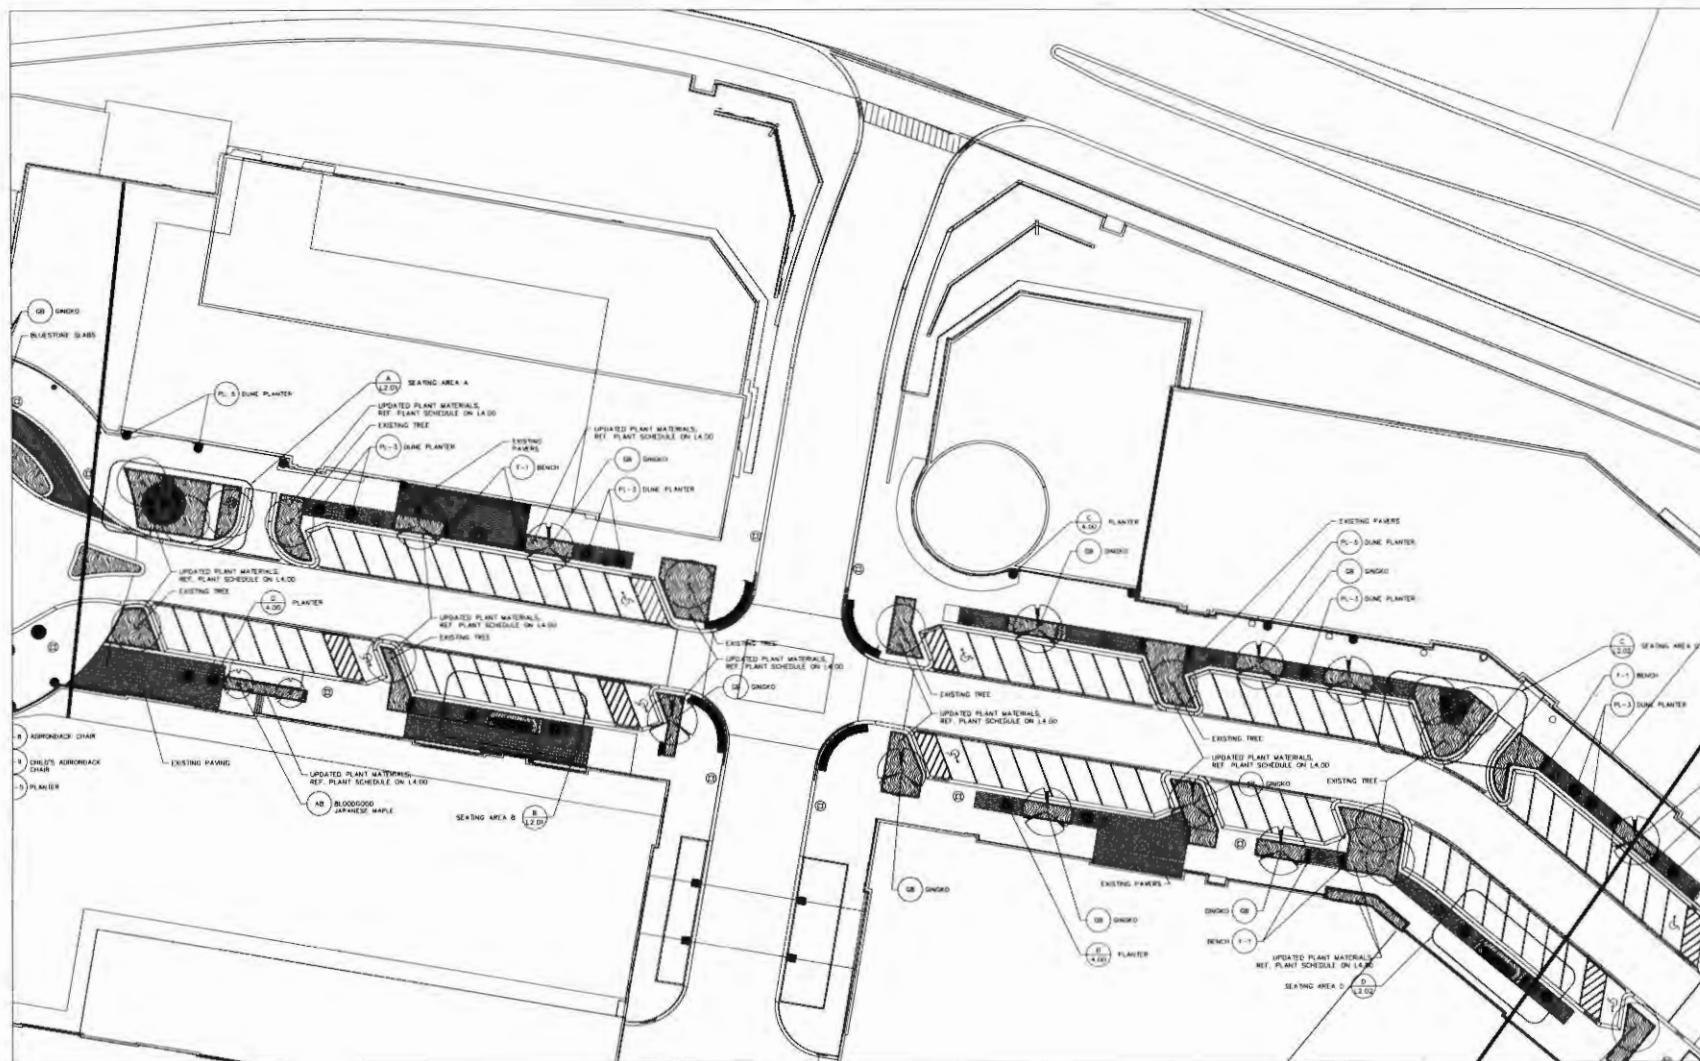 GB GINGKO
BLUESTONE SLABS
PL-5 DUNE PLANTER
A
L2.01
SEATING AREA A
UPDATED PLANT MATERIALS,
REF. PLANT SCHEDULE ON L4.00
EXISTING TREE
PL-3 DUNE PLANTER
EXISTING
PAVERS
F-1 BENCH
UPDATED PLANT MATERIALS,
REF. PLANT SCHEDULE ON L4.00
GB GINGKO
PL-3 DUNE PLANTER
UPDATED PLANT MATERIALS,
REF. PLANT SCHEDULE ON L4.00
EXISTING TREE
PLANTER
UPDATED PLANT MATERIALS,
REF. PLANT SCHEDULE ON L4.00
EXISTING TREE
EXISTING TREE
UPDATED PLANT MATERIALS,
REF. PLANT SCHEDULE ON L4.00
GB GINGKO
ADIRONDACK CHAIR
CHILD'S ADIRONDACK
CHAIR
PLANTER
EXISTING PAVING
UPDATED PLANT MATERIALS,
REF. PLANT SCHEDULE ON L4.00
AB BLOODGOOD
JAPANESE MAPLE
SEATING AREA B
B
L2.01
C
4.00
PLANTER
GB GINGKO
EXISTING PAVERS
PL-5 DUNE PLANTER
GB GINGKO
PL-3 DUNE PLANTER
C
L2.02
SEATING AREA C
F-1 BENCH
PL-3 DUNE PLANTER
EXISTING TREE
UPDATED PLANT MATERIALS,
REF. PLANT SCHEDULE ON L4.00
EXISTING TREE
UPDATED PLANT MATERIALS,
REF. PLANT SCHEDULE ON L4.00
GINGKO
EXISTING TREE
GB GINGKO
EXISTING PAVERS
GB GINGKO
PLANTER
GINGKO GB
BENCH F-1
UPDATED PLANT MATERIALS,
REF. PLANT SCHEDULE ON L4.00
SEATING AREA D
D
L2.02